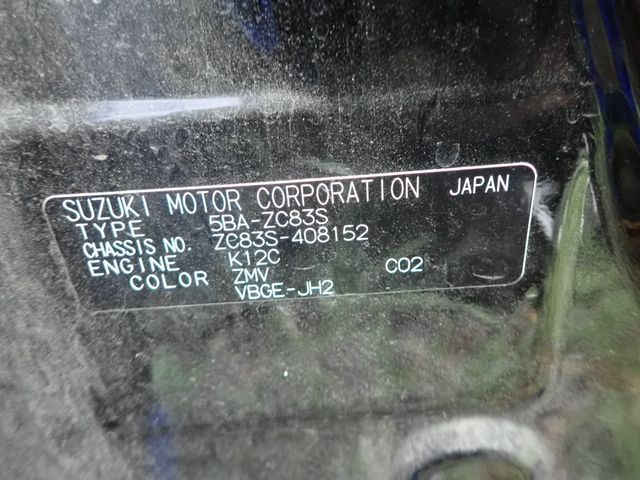 SUZUKI MOTOR CORPORATION JAPAN
TYPE 5BA-ZC83S
CHASSIS NO. ZC83S-408152
ENGINE K12C
COLOR ZMV C02
VBGE-JH2